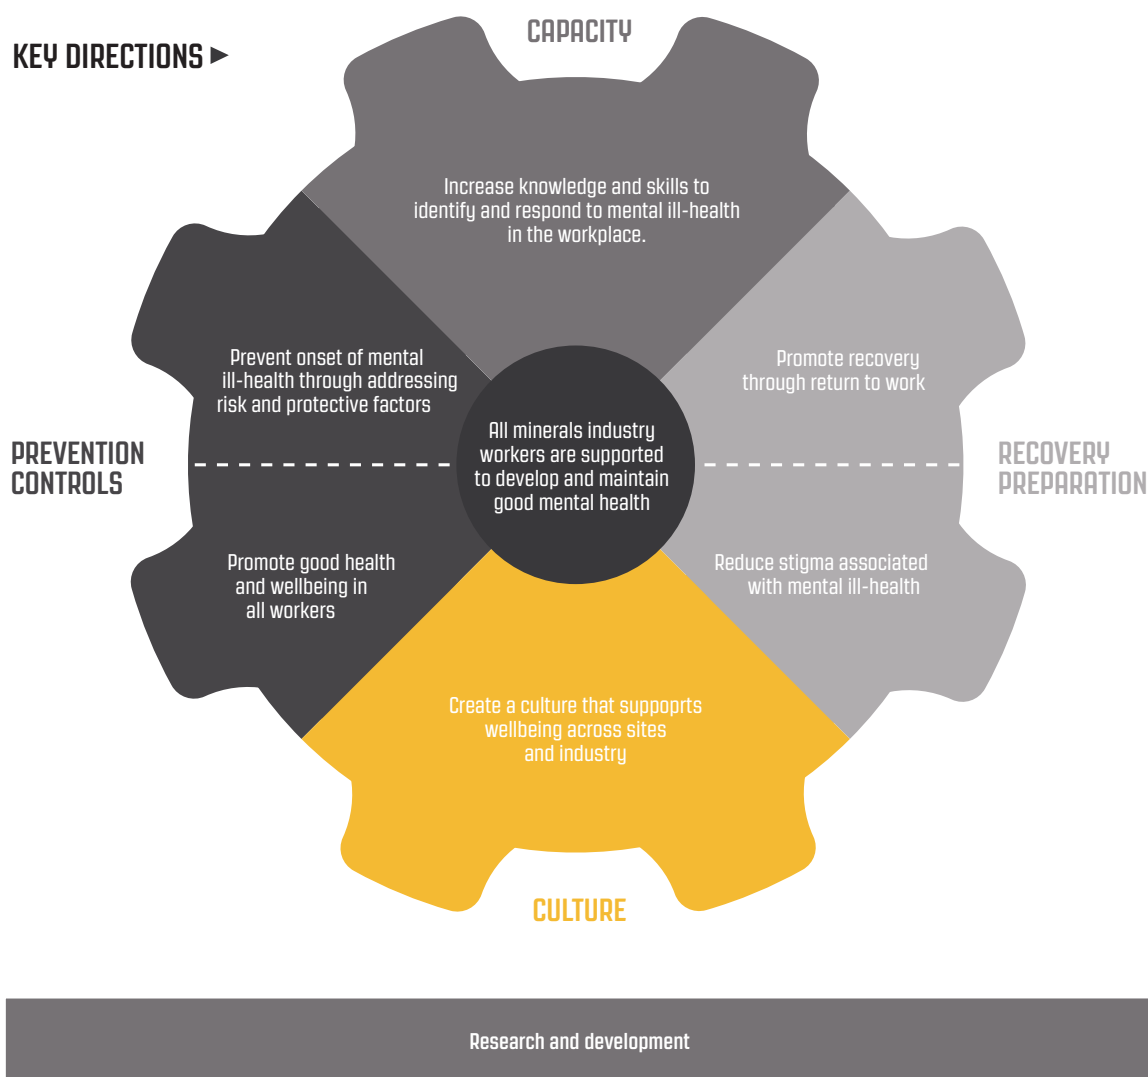 CAPACITY
KEY DIRECTIONS ►
Increase knowledge and skills to
identify and respond to mental ill-health
in the workplace.
Prevent onset of mental
ill-health through addressing
risk and protective factors
Promote recovery
through return to work
All minerals industry
workers are supported
to develop and maintain
good mental health
PREVENTION
CONTROLS
RECOVERY
PREPARATION
Promote good health
and wellbeing in
all workers
Reduce stigma associated
with mental ill-health
Create a culture that suppoprts
wellbeing across sites
and industry
CULTURE
Research and development